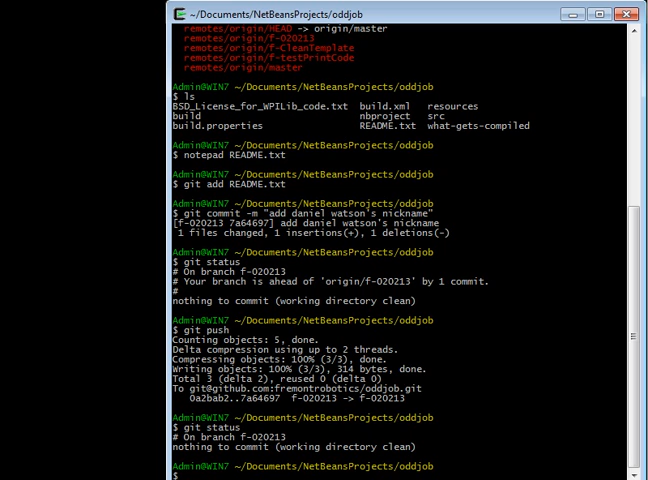 ~/Documents/NetBeansProjects/oddjob
remotes/origin/HEAD -> origin/master
remotes/origin/f-020213
remotes/origin/f-CleanTemplate
remotes/origin/f-testPrintCode
remotes/origin/master
Admin@WIN7 ~/Documents/NetBeansProjects/oddjob
$ ls
BSD_License_for_WPILib_code.txt build.xml resources
build nbproject src
build.properties README.txt what-gets-compiled
Admin@WIN7 ~/Documents/NetBeansProjects/oddjob
$ notepad README.txt
Admin@WIN7 ~/Documents/NetBeansProjects/oddjob
$ git add README.txt
Admin@WIN7 ~/Documents/NetBeansProjects/oddjob
$ git commit -m "add daniel watson's nickname"
[f-020213 7a64697] add daniel watson's nickname
1 files changed, 1 insertions(+), 1 deletions(-)
Admin@WIN7 ~/Documents/NetBeansProjects/oddjob
$ git status
# On branch f-020213
# Your branch is ahead of 'origin/f-020213' by 1 commit.
#
nothing to commit (working directory clean)
Admin@WIN7 ~/Documents/NetBeansProjects/oddjob
$ git push
Counting objects: 5, done.
Delta compression using up to 2 threads.
Compressing objects: 100% (3/3), done.
Writing objects: 100% (3/3), 314 bytes, done.
Total 3 (delta 2), reused 0 (delta 0)
To git@github.com:fremontrobotics/oddjob.git
0a2bab2..7a64697 f-020213 -> f-020213
Admin@WIN7 ~/Documents/NetBeansProjects/oddjob
$ git status
# On branch f-020213
nothing to commit (working directory clean)
Admin@WIN7 ~/Documents/NetBeansProjects/oddjob
$